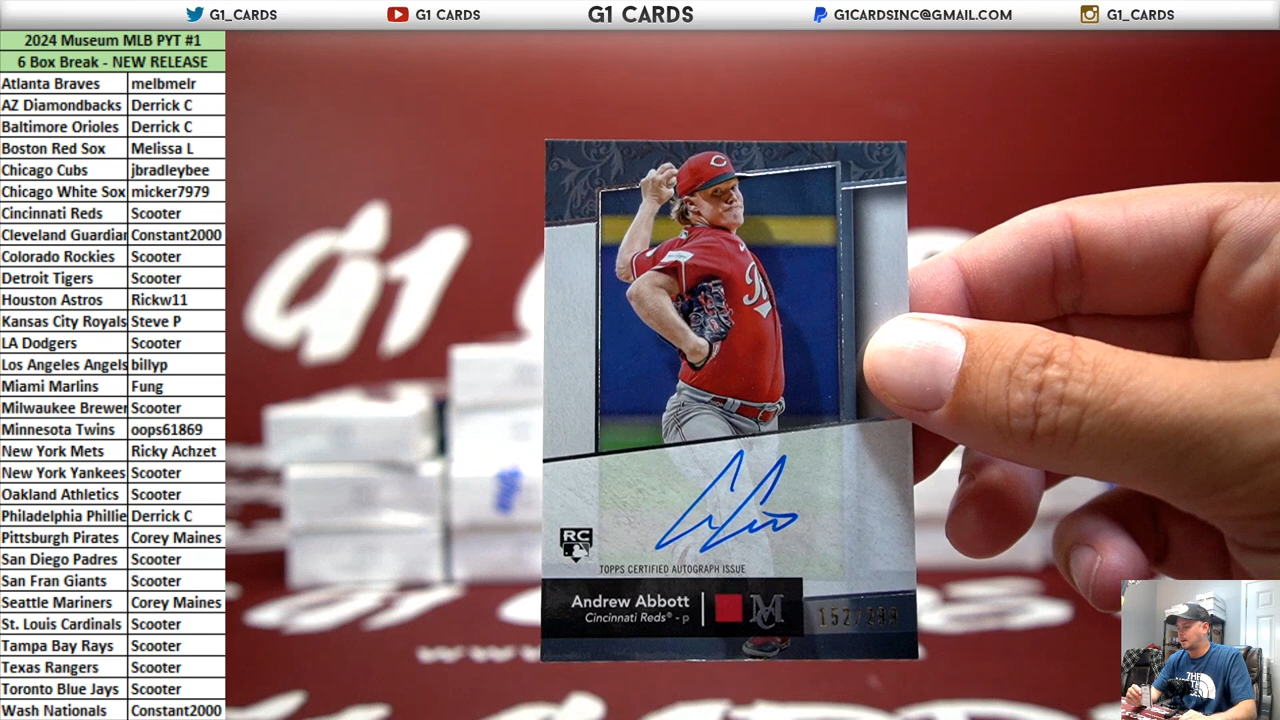 G1_CARDS
G1 CARDS
G1 CARDS
G1CARDSINC@GMAIL.COM
G1_CARDS
2024 Museum MLB PYT #1
6 Box Break - NEW RELEASE
Atlanta Braves melbmelr
AZ Diamondbacks Derrick C
Baltimore Orioles Derrick C
Boston Red Sox Melissa L
Chicago Cubs jbradleybee
Chicago White Sox micker7979
Cincinnati Reds Scooter
Cleveland Guardian Constant2000
Colorado Rockies Scooter
Detroit Tigers Scooter
Houston Astros Rickw11
Kansas City Royals Steve P
LA Dodgers Scooter
Los Angeles Angels billyp
Miami Marlins Fung
Milwaukee Brewer Scooter
Minnesota Twins oops61869
New York Mets Ricky Achzet
New York Yankees Scooter
Oakland Athletics Scooter
Philadelphia Phillie Derrick C
Pittsburgh Pirates Corey Maines
San Diego Padres Scooter
San Fran Giants Scooter
Seattle Mariners Corey Maines
St. Louis Cardinals Scooter
Tampa Bay Rays Scooter
Texas Rangers Scooter
Toronto Blue Jays Scooter
Wash Nationals Constant2000
G1
C
RC
TOPPS CERTIFIED AUTOGRAPH ISSUE
Andrew Abbott
Cincinnati Reds® - P
152/299